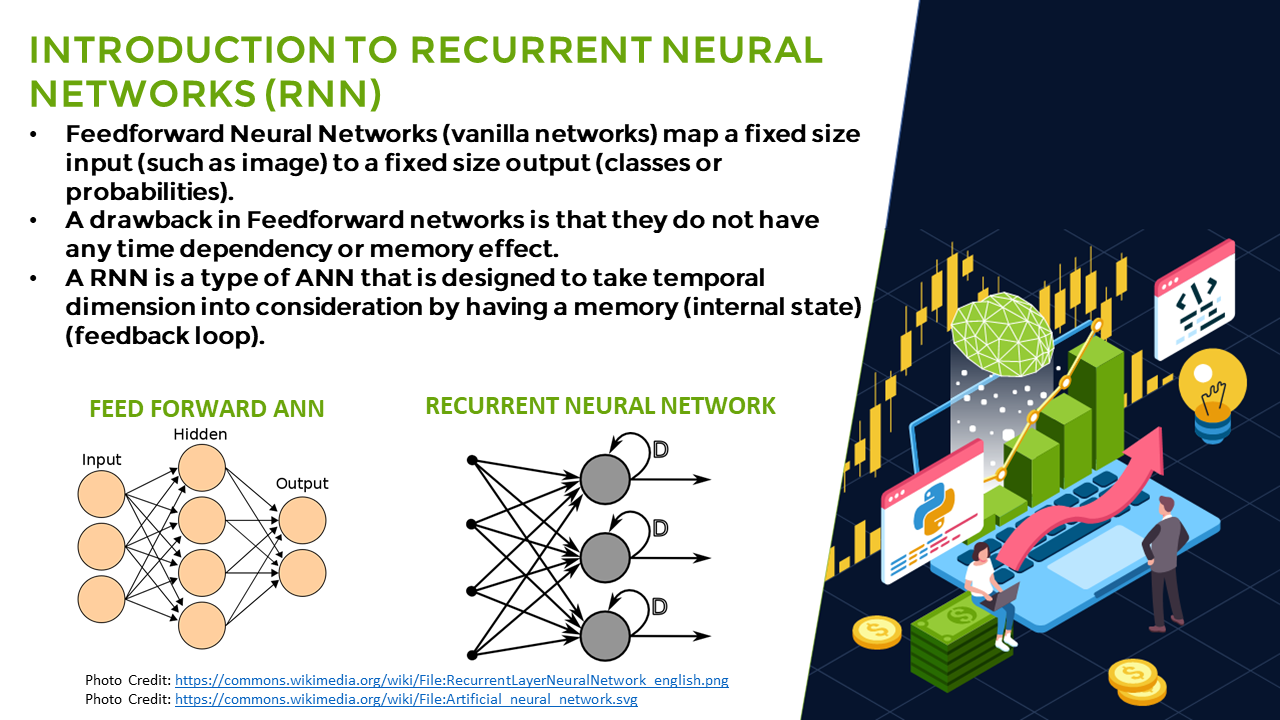 INTRODUCTION TO RECURRENT NEURAL
NETWORKS (RNN)
• Feedforward Neural Networks (vanilla networks) map a fixed size
input (such as image) to a fixed size output (classes or
probabilities).
• A drawback in Feedforward networks is that they do not have
any time dependency or memory effect.
• A RNN is a type of ANN that is designed to take temporal
dimension into consideration by having a memory (internal state)
(feedback loop).
FEED FORWARD ANN
Hidden
Input
Output
RECURRENT NEURAL NETWORK
D
D
D
Photo Credit: https://commons.wikimedia.org/wiki/File:RecurrentLayerNeuralNetwork_english.png
Photo Credit: https://commons.wikimedia.org/wiki/File:Artificial_neural_network.svg